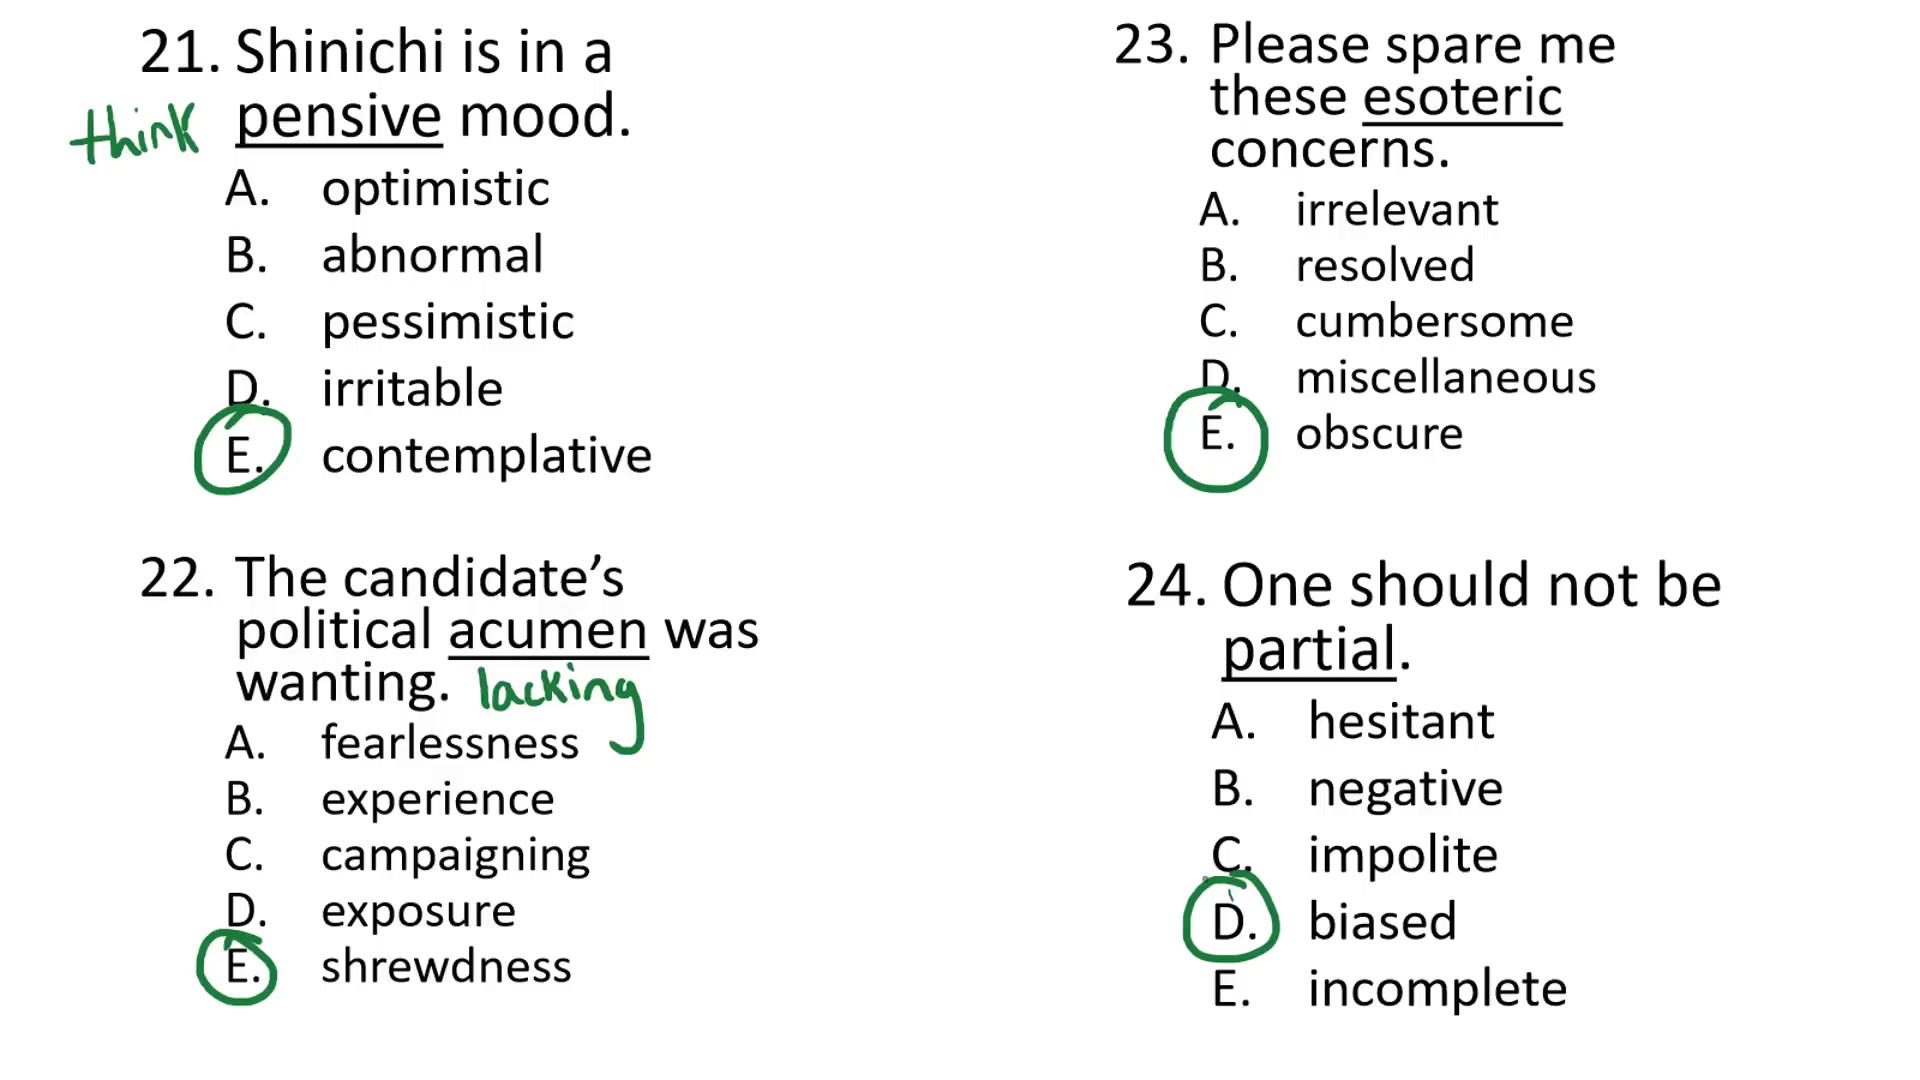 21. Shinichi is in a
think pensive mood.
A. optimistic
B. abnormal
C. pessimistic
D. irritable
E. contemplative
22. The candidate’s
political acumen was
wanting. lacking
A. fearlessness
B. experience
C. campaigning
D. exposure
E. shrewdness
23. Please spare me
these esoteric
concerns.
A. irrelevant
B. resolved
C. cumbersome
D. miscellaneous
E. obscure
24. One should not be
partial.
A. hesitant
B. negative
C. impolite
D. biased
E. incomplete